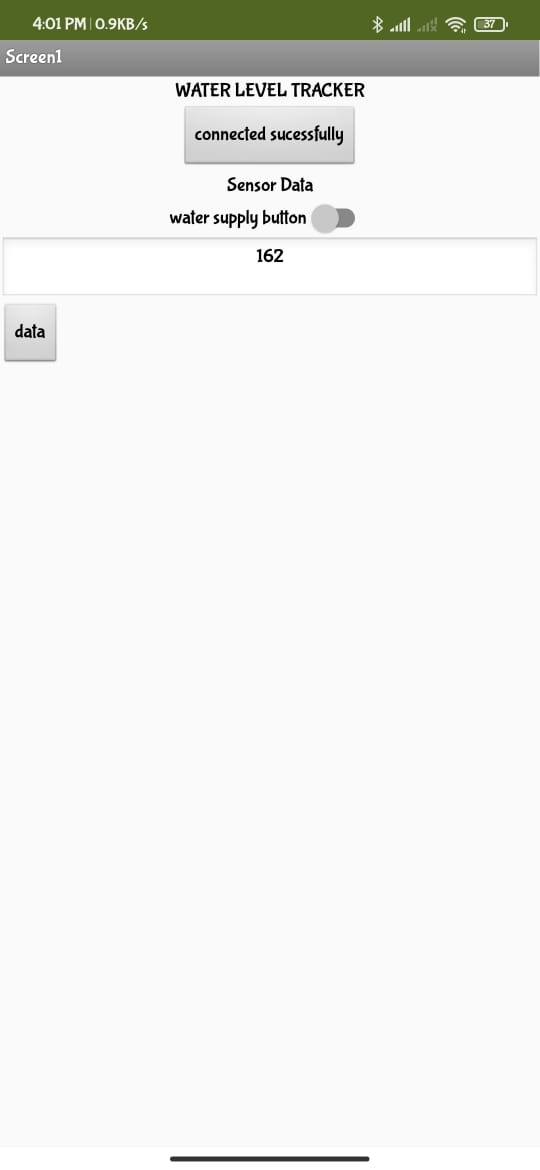 4:01 PM | 0.9KB/s 37
Screen1
WATER LEVEL TRACKER
connected sucessfully
Sensor Data
water supply button
162
data